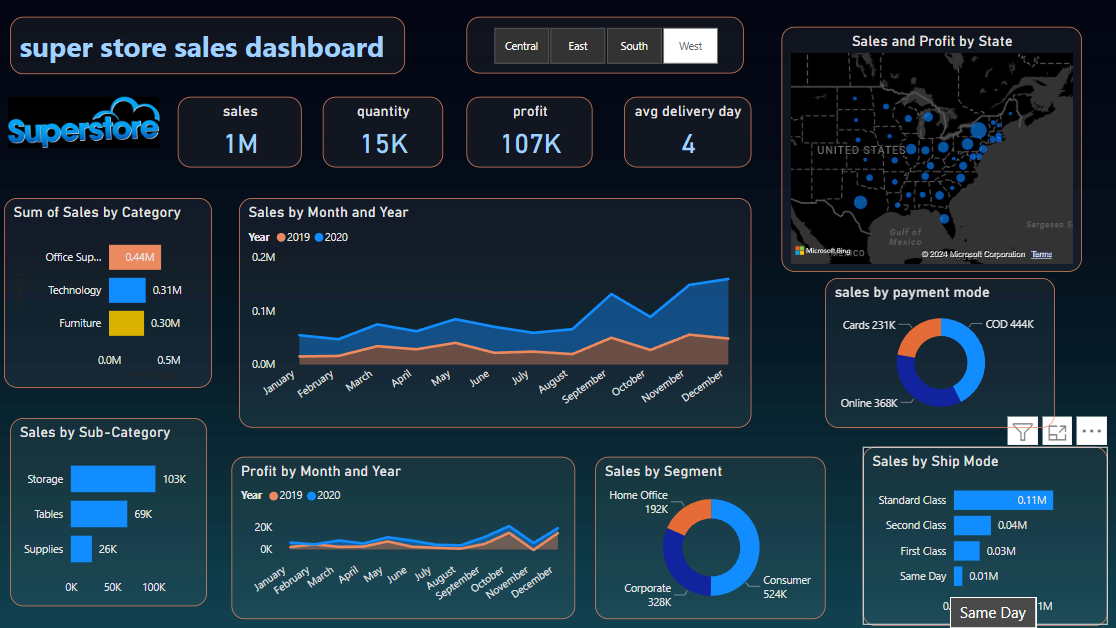 super store sales dashboard
Central
East
South
West
Superstore
sales
1M
quantity
15K
profit
107K
avg delivery day
4
Sales and Profit by State
UNITED STATES
Gulf of
Mexico
MEXICO
Sargasso S
Microsoft Bing
© 2024 Microsoft Corporation Terms
Sum of Sales by Category
Office Sup... 0.44M
Technology 0.31M
Furniture 0.30M
0.0M 0.5M
Sales by Month and Year
Year 2019 2020
0.2M
0.1M
0.0M
January February March April May June July August September October November December
sales by payment mode
Cards 231K
COD 444K
Online 368K
Sales by Sub-Category
Storage 103K
Tables 69K
Supplies 26K
0K 50K 100K
Profit by Month and Year
Year 2019 2020
20K
0K
January February March April May June July August September October November December
Sales by Segment
Home Office
192K
Corporate
328K
Consumer
524K
Sales by Ship Mode
Standard Class 0.11M
Second Class 0.04M
First Class 0.03M
Same Day 0.01M
0. 1M
Same Day